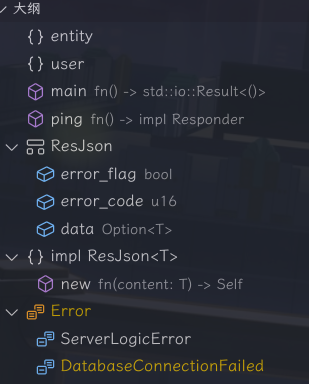 大纲
{} entity
{} user
main fn() -> std::io::Result<()>
ping fn() -> impl Responder
ResJson
error_flag bool
error_code u16
data Option<T>
{} impl ResJson<T>
new fn(content: T) -> Self
Error
ServerLogicError
DatabaseConnectionFailed